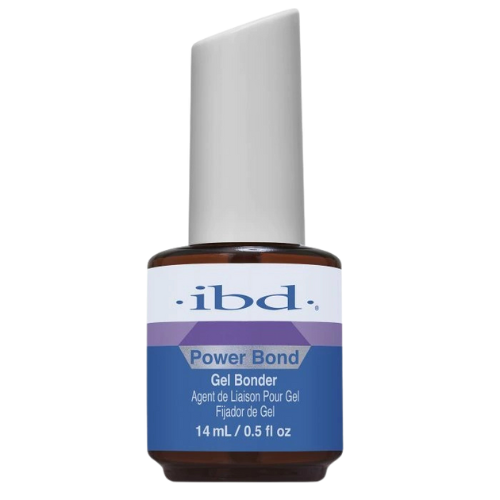 ·ibd·®
Power Bond
Gel Bonder
Agent de Liaison Pour Gel
Fijador de Gel
14 mL / 0.5 fl oz